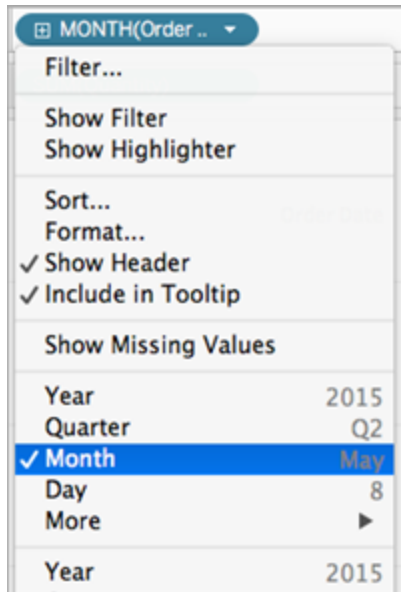 MONTH(Order ..
Filter...
Show Filter
Show Highlighter
Sort...
Format...
Show Header
Include in Tooltip
Show Missing Values
Year 2015
Quarter Q2
Month May
Day 8
More
Year 2015